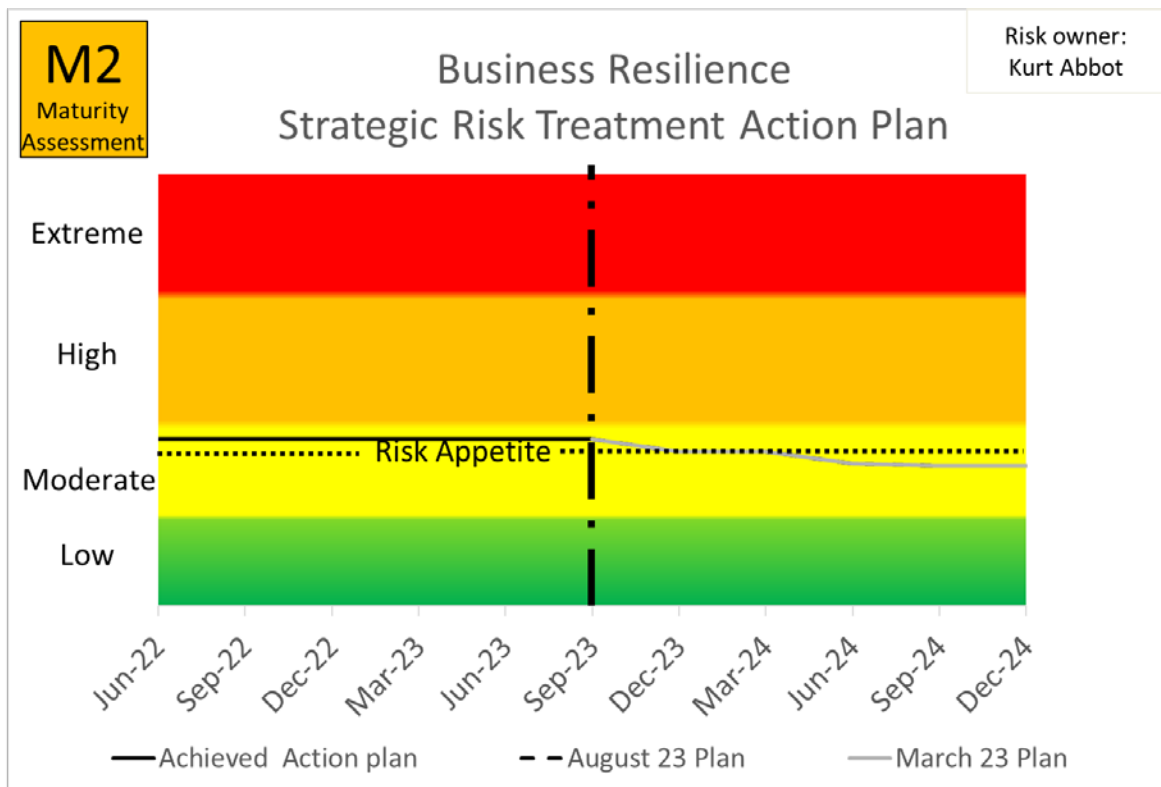 M2
Maturity
Assessment
Business Resilience
Strategic Risk Treatment Action Plan
Risk owner:
Kurt Abbot
Extreme
High
Moderate
Low
Risk Appetite
Jun-22
Sep-22
Dec-22
Mar-23
Jun-23
Sep-23
Dec-23
Mar-24
Jun-24
Sep-24
Dec-24
Achieved Action plan
August 23 Plan
March 23 Plan